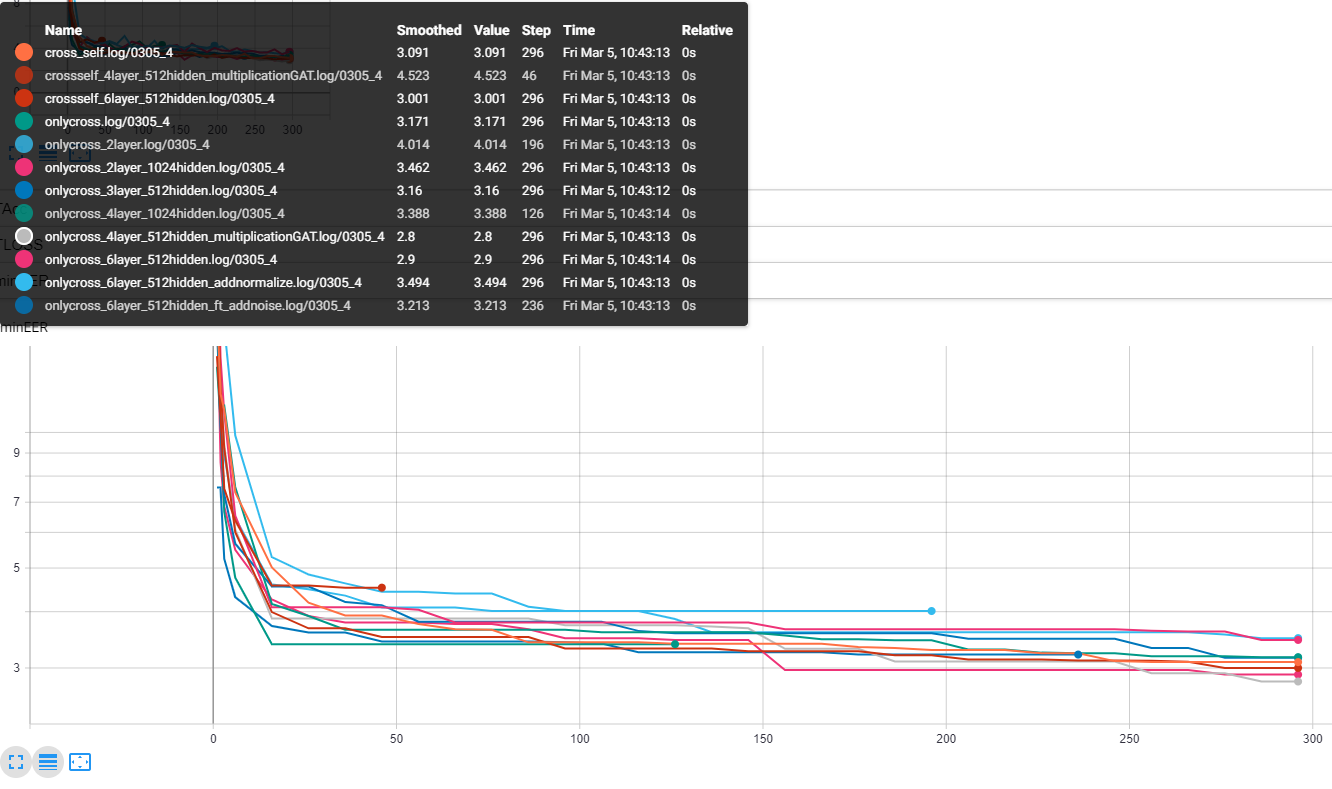 8
Name Smoothed Value Step Time Relative
cross_self.log/0305_4 3.091 3.091 296 Fri Mar 5, 10:43:13 0s
crossself_4layer_512hidden_multiplicationGAT.log/0305_4 4.523 4.523 46 Fri Mar 5, 10:43:13 0s
crossself_6layer_512hidden.log/0305_4 3.001 3.001 296 Fri Mar 5, 10:43:13 0s
onlycross.log/0305_4 3.171 3.171 296 Fri Mar 5, 10:43:13 0s
0 50 100 150 200 250 300
onlycross_2layer.log/0305_4 4.014 4.014 196 Fri Mar 5, 10:43:13 0s
onlycross_2layer_1024hidden.log/0305_4 3.462 3.462 296 Fri Mar 5, 10:43:13 0s
onlycross_3layer_512hidden.log/0305_4 3.16 3.16 296 Fri Mar 5, 10:43:12 0s
onlycross_4layer_1024hidden.log/0305_4 3.388 3.388 126 Fri Mar 5, 10:43:14 0s
onlycross_4layer_512hidden_multiplicationGAT.log/0305_4 2.8 2.8 296 Fri Mar 5, 10:43:13 0s
onlycross_6layer_512hidden.log/0305_4 2.9 2.9 296 Fri Mar 5, 10:43:14 0s
onlycross_6layer_512hidden_addnormalize.log/0305_4 3.494 3.494 296 Fri Mar 5, 10:43:13 0s
onlycross_6layer_512hidden_ft_addnoise.log/0305_4 3.213 3.213 236 Fri Mar 5, 10:43:13 0s
minEER
9
7
5
3
0 50 100 150 200 250 300